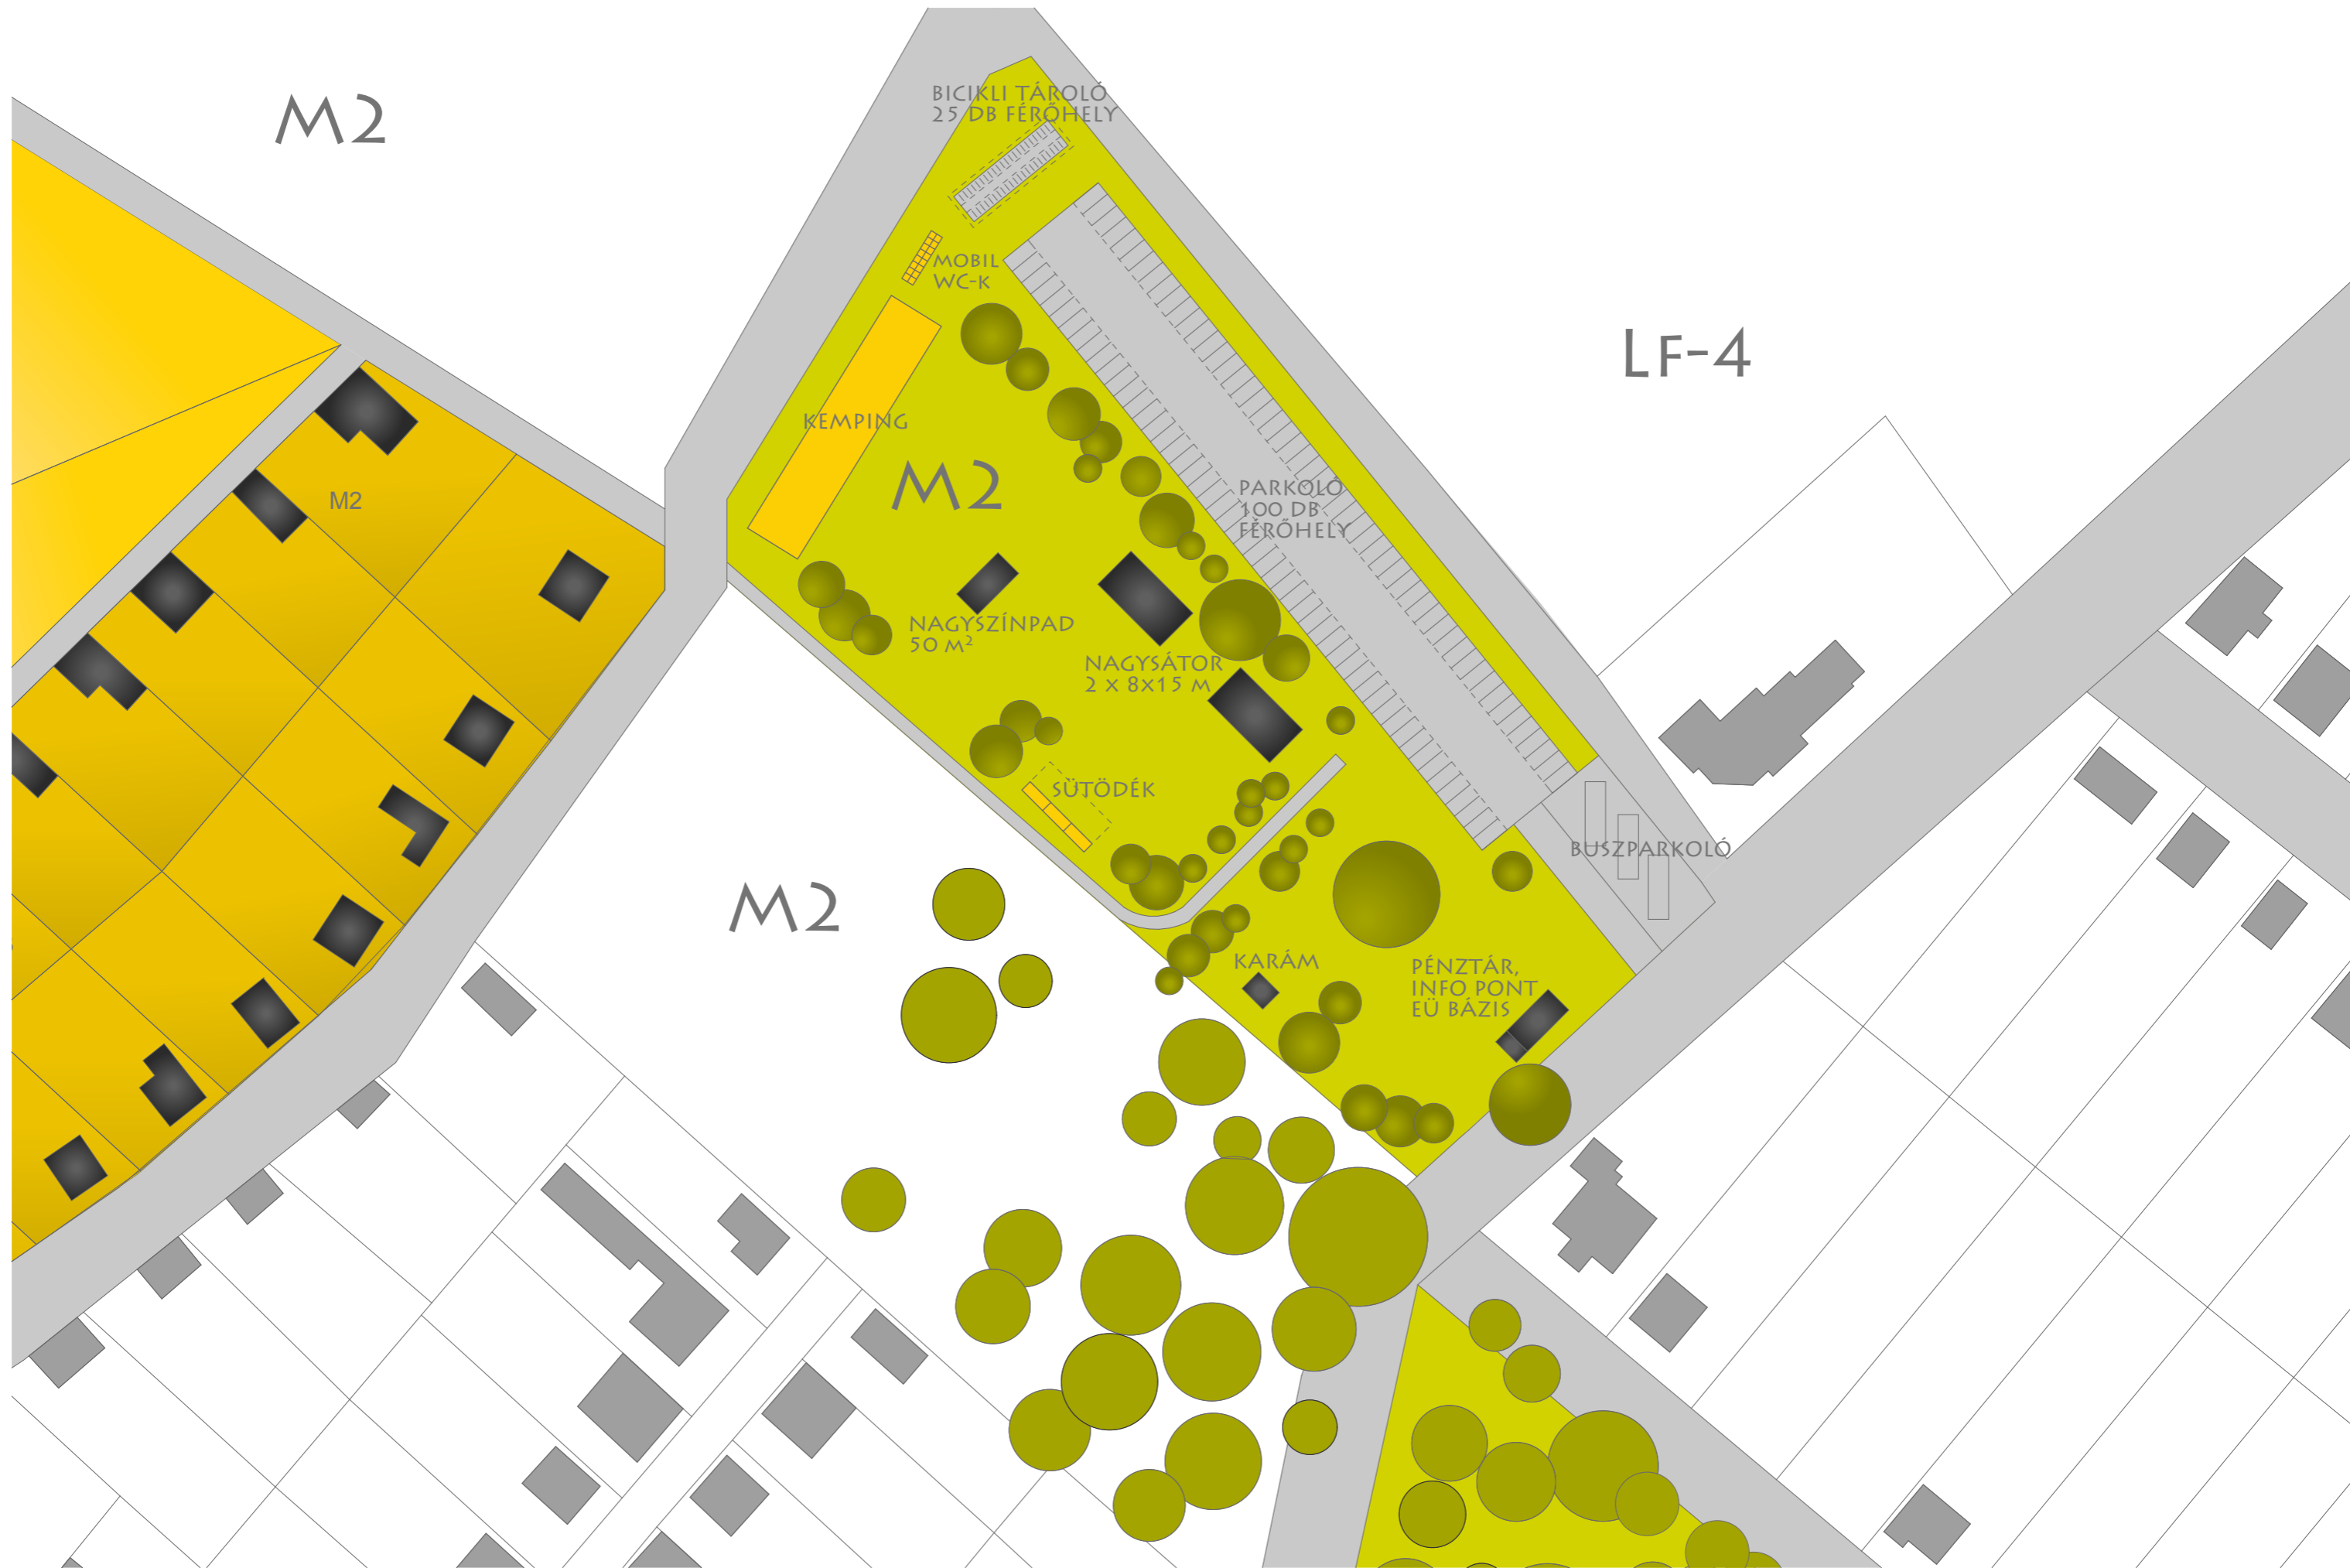 M2
BICIKLI TÁROLÓ
25 DB FÉRŐHELY
MOBIL
WC-K
LF-4
KEMPING
M2
M2
PARKOLÓ
100 DB
FÉRŐHELY
NAGYSZÍNPAD
50 M²
NAGYSÁTOR
2 X 8X15 M
SÜTÖDÉK
BUSZPARKOLÓ
M2
KARÁM
PÉNZTÁR,
INFO PONT
EÜ BÁZIS